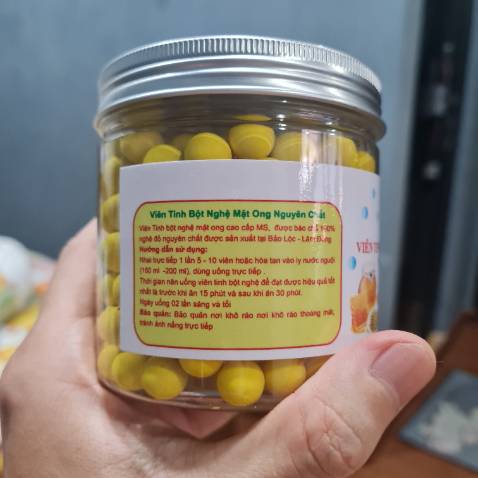 Viên Tinh Bột Nghệ Mật Ong Nguyên Chất
Viên Tinh bột nghệ mật ong cao cấp MS, được bào chế 100%
nghệ đỏ nguyên chất được sản xuất tại Bảo Lộc - Lâm Đồng
Hướng dẫn sử dụng:
Nhai trực tiếp 1 lần 5 - 10 viên hoặc hòa tan vào ly nước nguội
(150 ml -200 ml), dùng uống trực tiếp .
Thời gian nên uống viên tinh bột nghệ để đạt được hiệu quả tốt
nhất là trước khi ăn 15 phút và sau khi ăn 30 phút.
Ngày uống 02 lần sáng và tối
Bảo quản: Bảo quản nơi khô ráo nơi khô ráo thoáng mát,
tránh ánh nắng trực tiếp
VIÊN